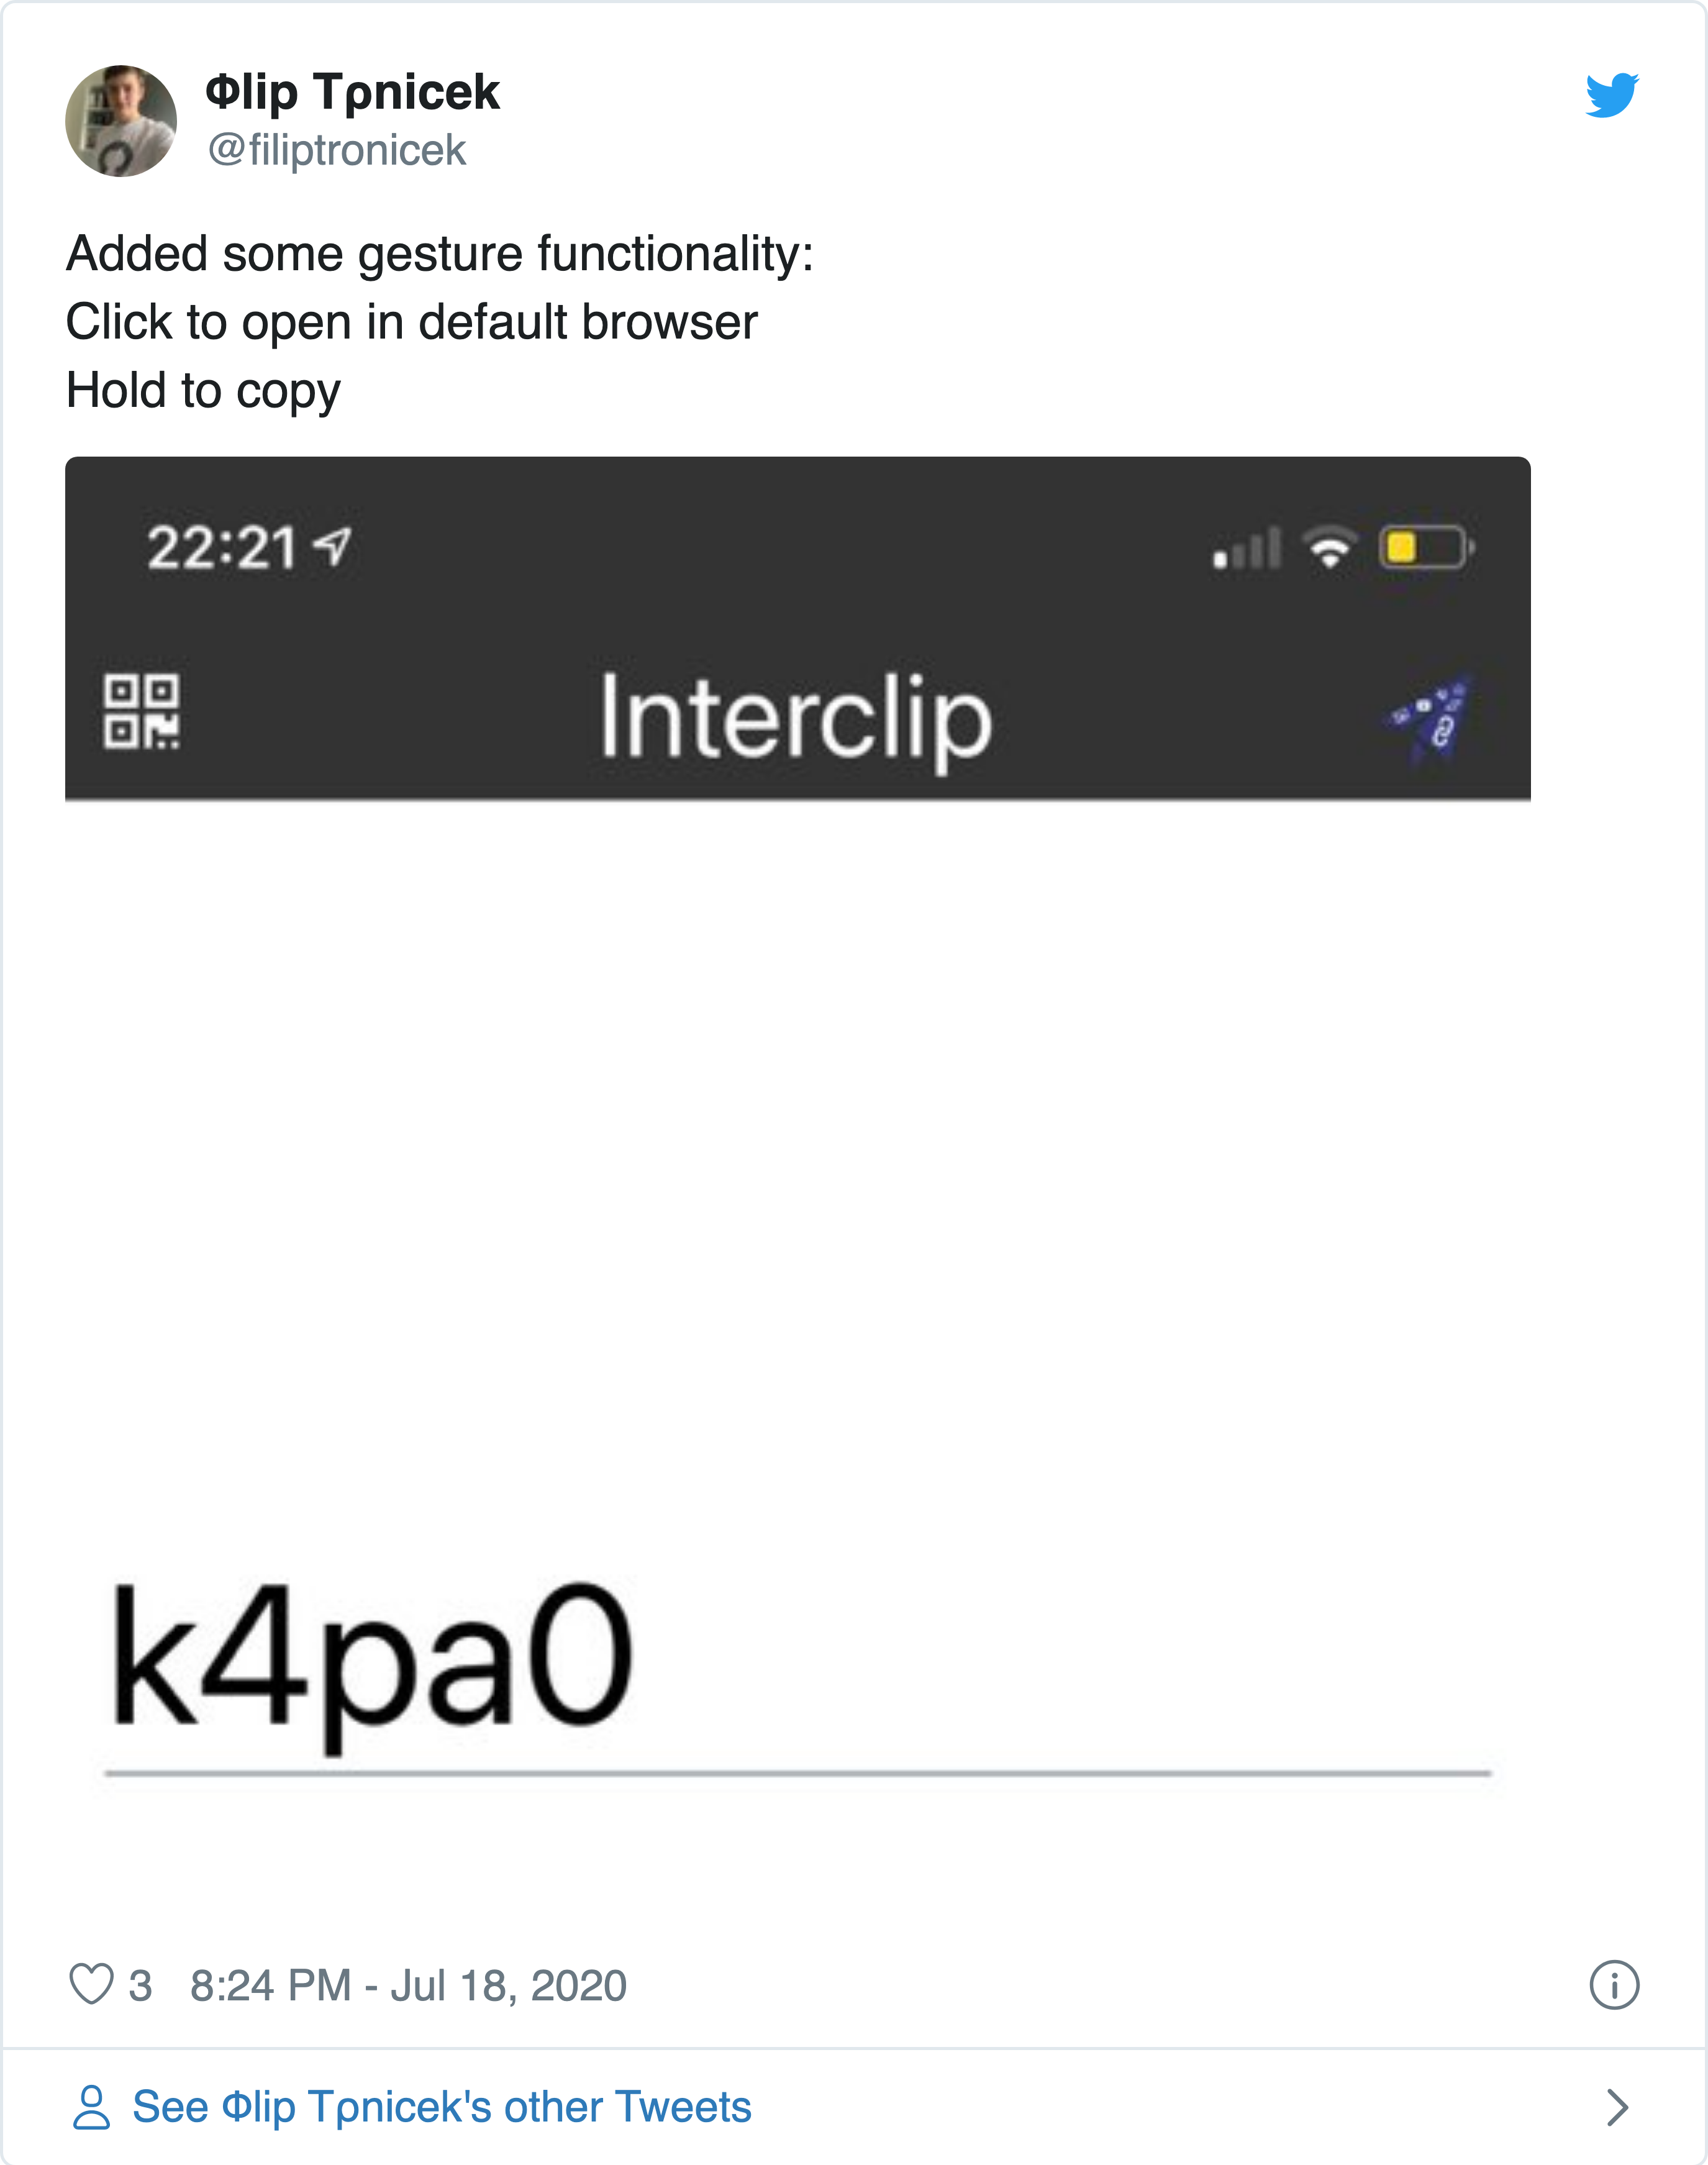 Φlip Tρnicek
@filiptronicek
Added some gesture functionality:
Click to open in default browser
Hold to copy
22:21
Interclip
k4pa0
3 8:24 PM - Jul 18, 2020
See Φlip Tρnicek's other Tweets